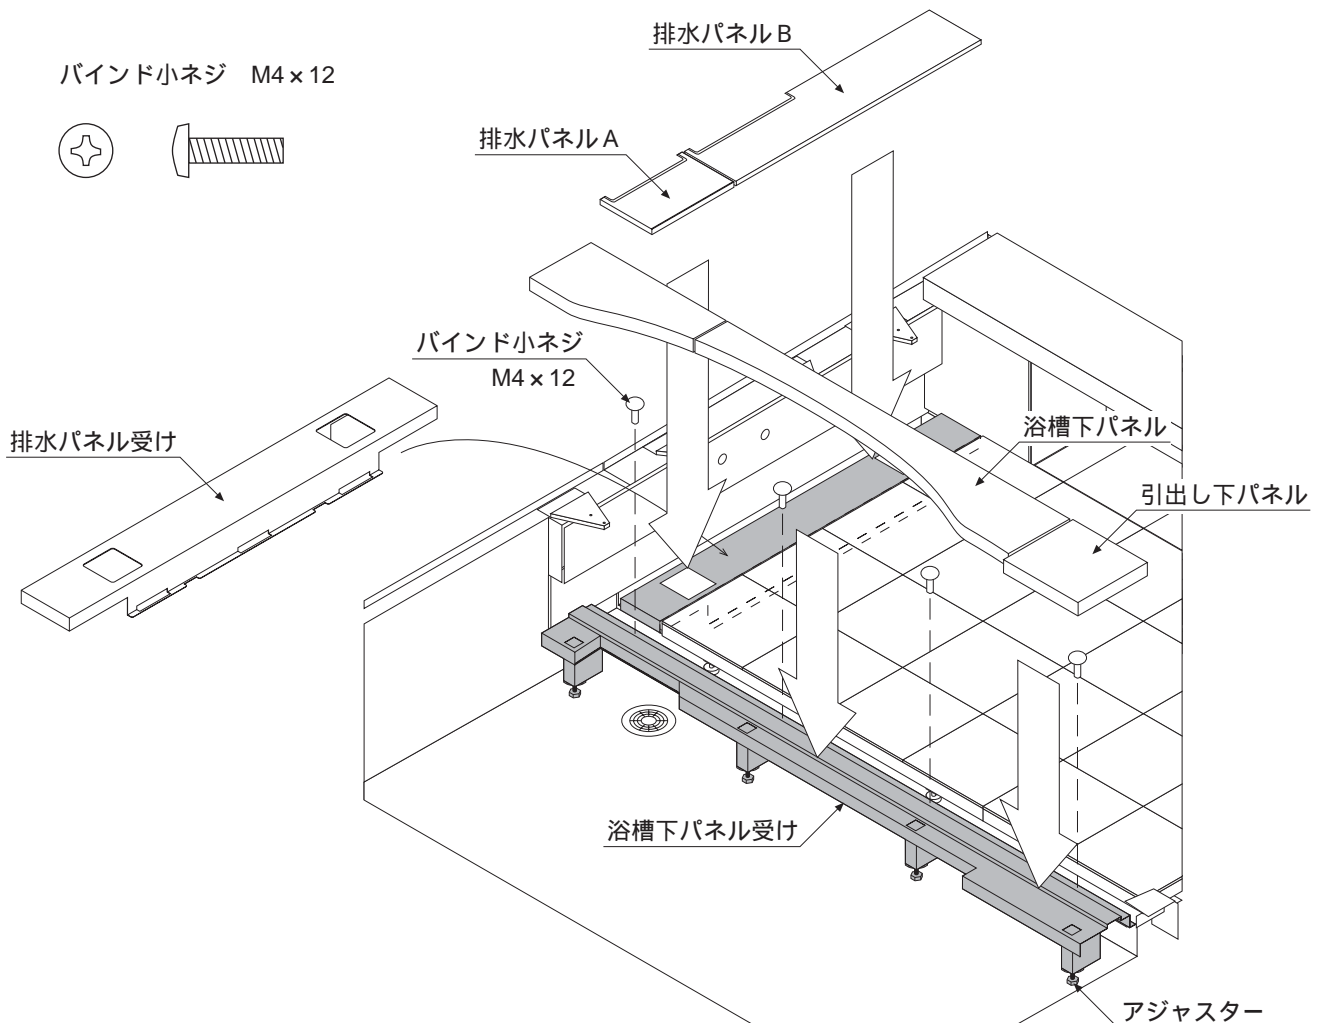 排水パネルB
バインド小ネジ　M4×12
排水パネルA
バインド小ネジ
M4×12
浴槽下パネル
排水パネル受け
引出し下パネル
浴槽下パネル受け
アジャスター